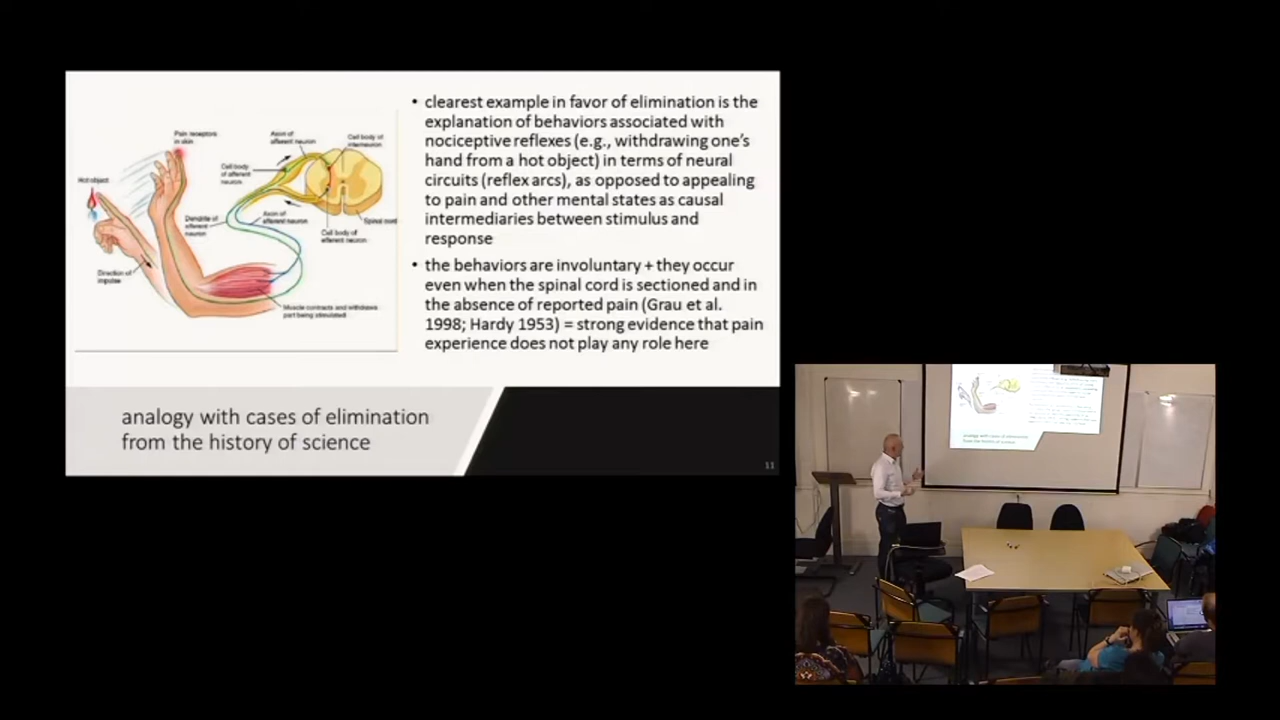 • clearest example in favor of elimination is the
explanation of behaviors associated with
nociceptive reflexes (e.g., withdrawing one's
hand from a hot object) in terms of neural
circuits (reflex arcs), as opposed to appealing
to pain and other mental states as causal
intermediaries between stimulus and
response
• the behaviors are involuntary + they occur
even when the spinal cord is sectioned and in
the absence of reported pain (Grau et al.
1998; Hardy 1953) = strong evidence that pain
experience does not play any role here
Pain receptors
in skin
Axon of
afferent neuron
Cell body of
interneuron
Cell body
of afferent
neuron
Hot object
Dendrite of
afferent
neuron
Axon of
efferent neuron
Spinal cord
Cell body of
efferent neuron
Direction of
impulse
Muscle contracts and withdraws
part being stimulated
analogy with cases of elimination
from the history of science
11